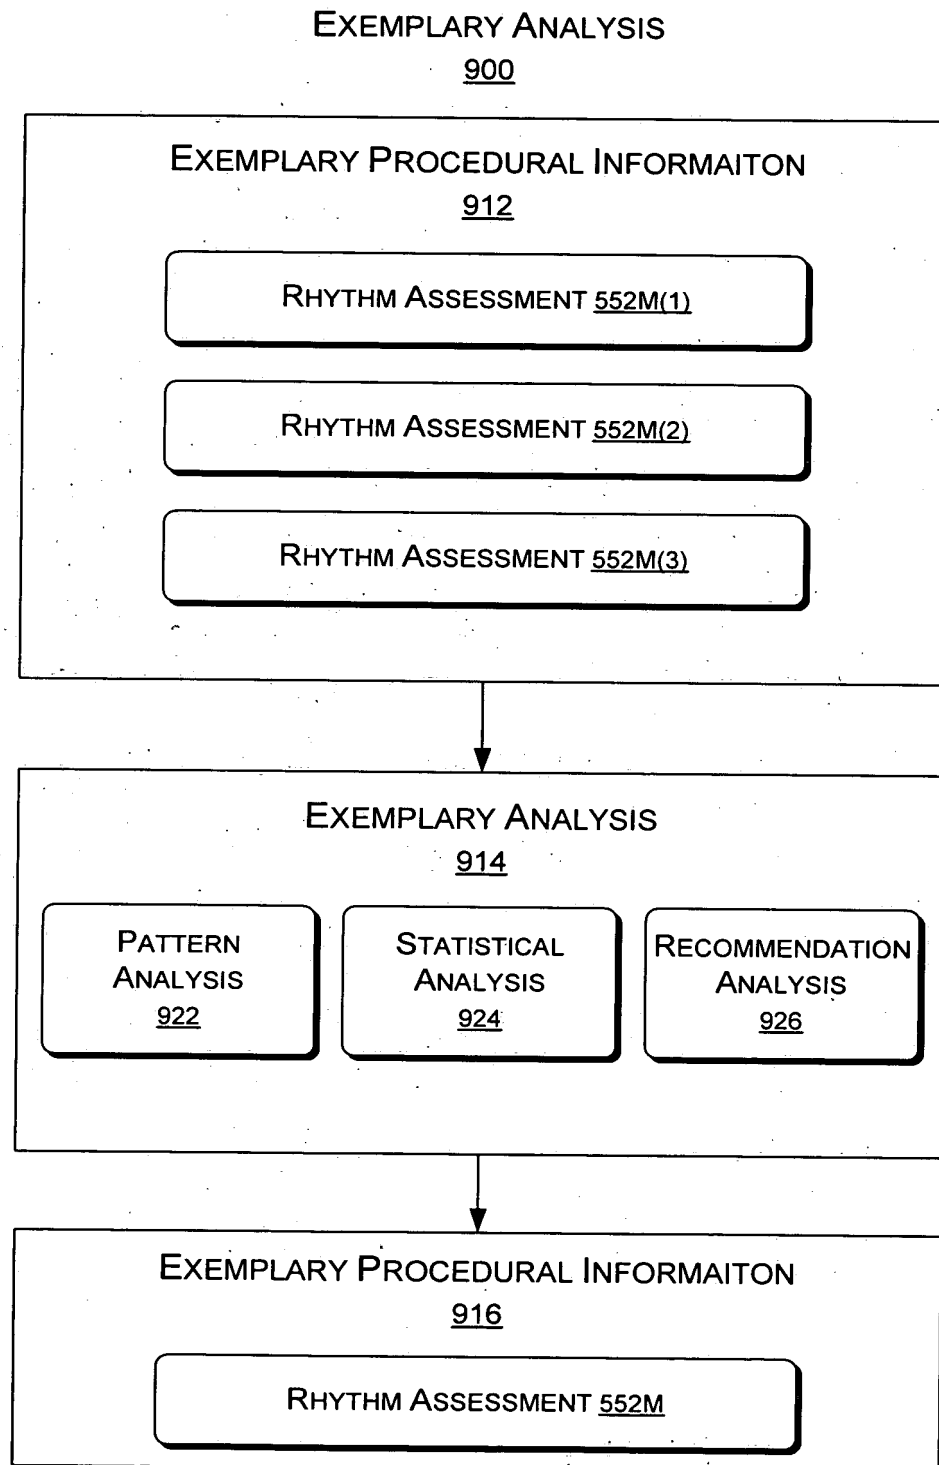 EXEMPLARY ANALYSIS
900
EXEMPLARY PROCEDURAL INFORMAITON
912
RHYTHM ASSESSMENT 552M(1)
RHYTHM ASSESSMENT 552M(2)
RHYTHM ASSESSMENT 552M(3)
EXEMPLARY ANALYSIS
914
PATTERN
ANALYSIS
922
STATISTICAL
ANALYSIS
924
RECOMMENDATION
ANALYSIS
926
EXEMPLARY PROCEDURAL INFORMAITON
916
RHYTHM ASSESSMENT 552M